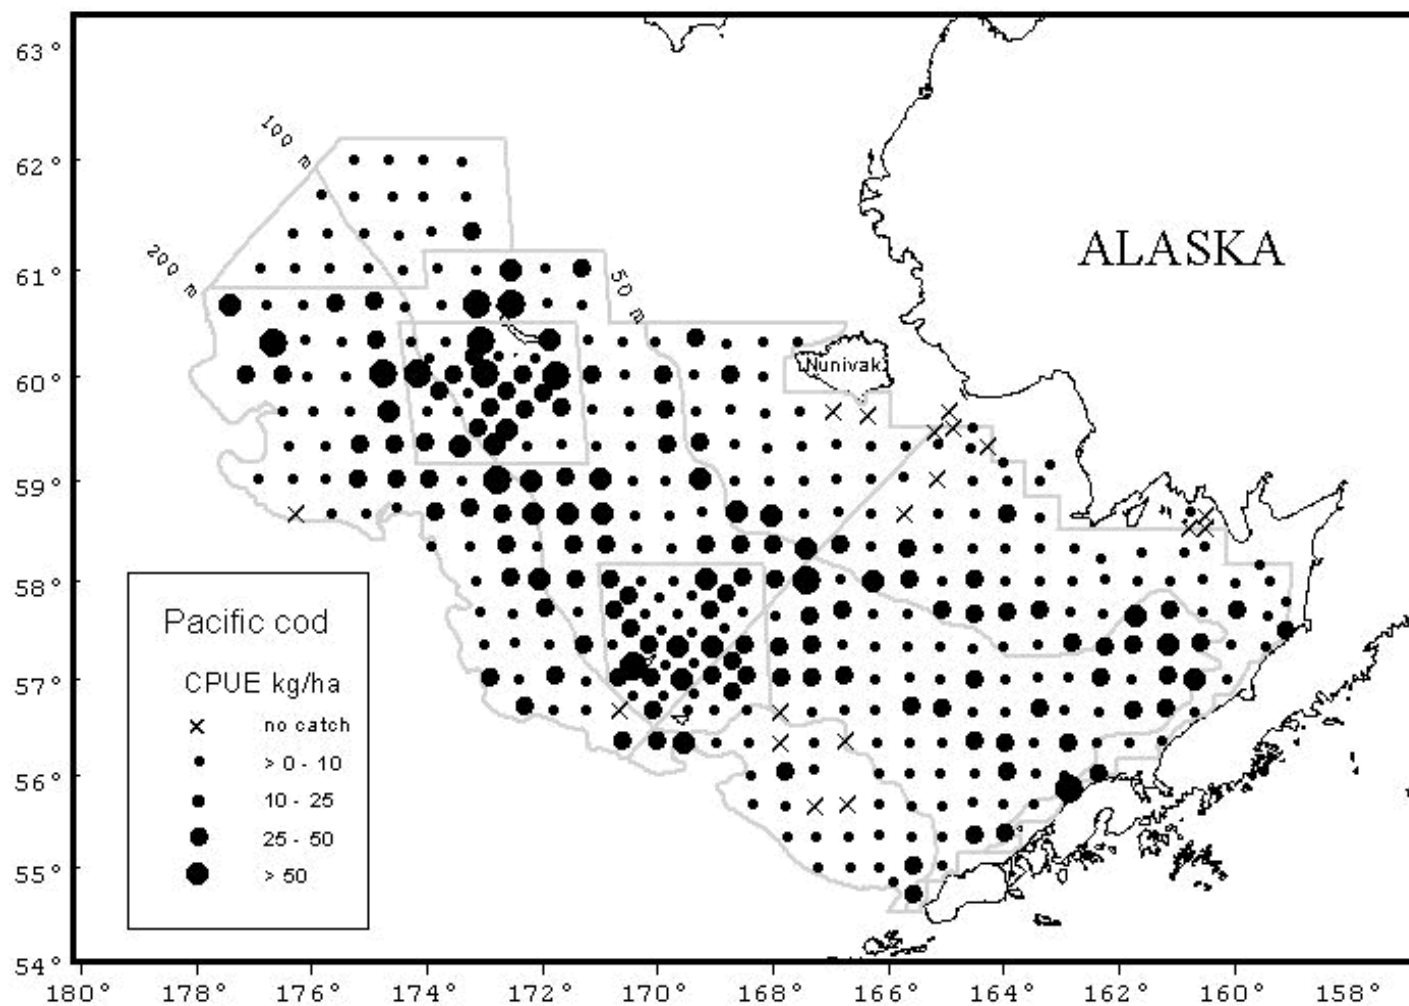 63°
100 m
62°
ALASKA
200 m
61°
50 m
60°
Nunivak
59°
58°
Pacific cod
57°
CPUE kg/ha
× no catch
> 0 - 10
56°
10 - 25
25 - 50
55°
> 50
54°
180° 178° 176° 174° 172° 170° 168° 166° 164° 162° 160° 158°